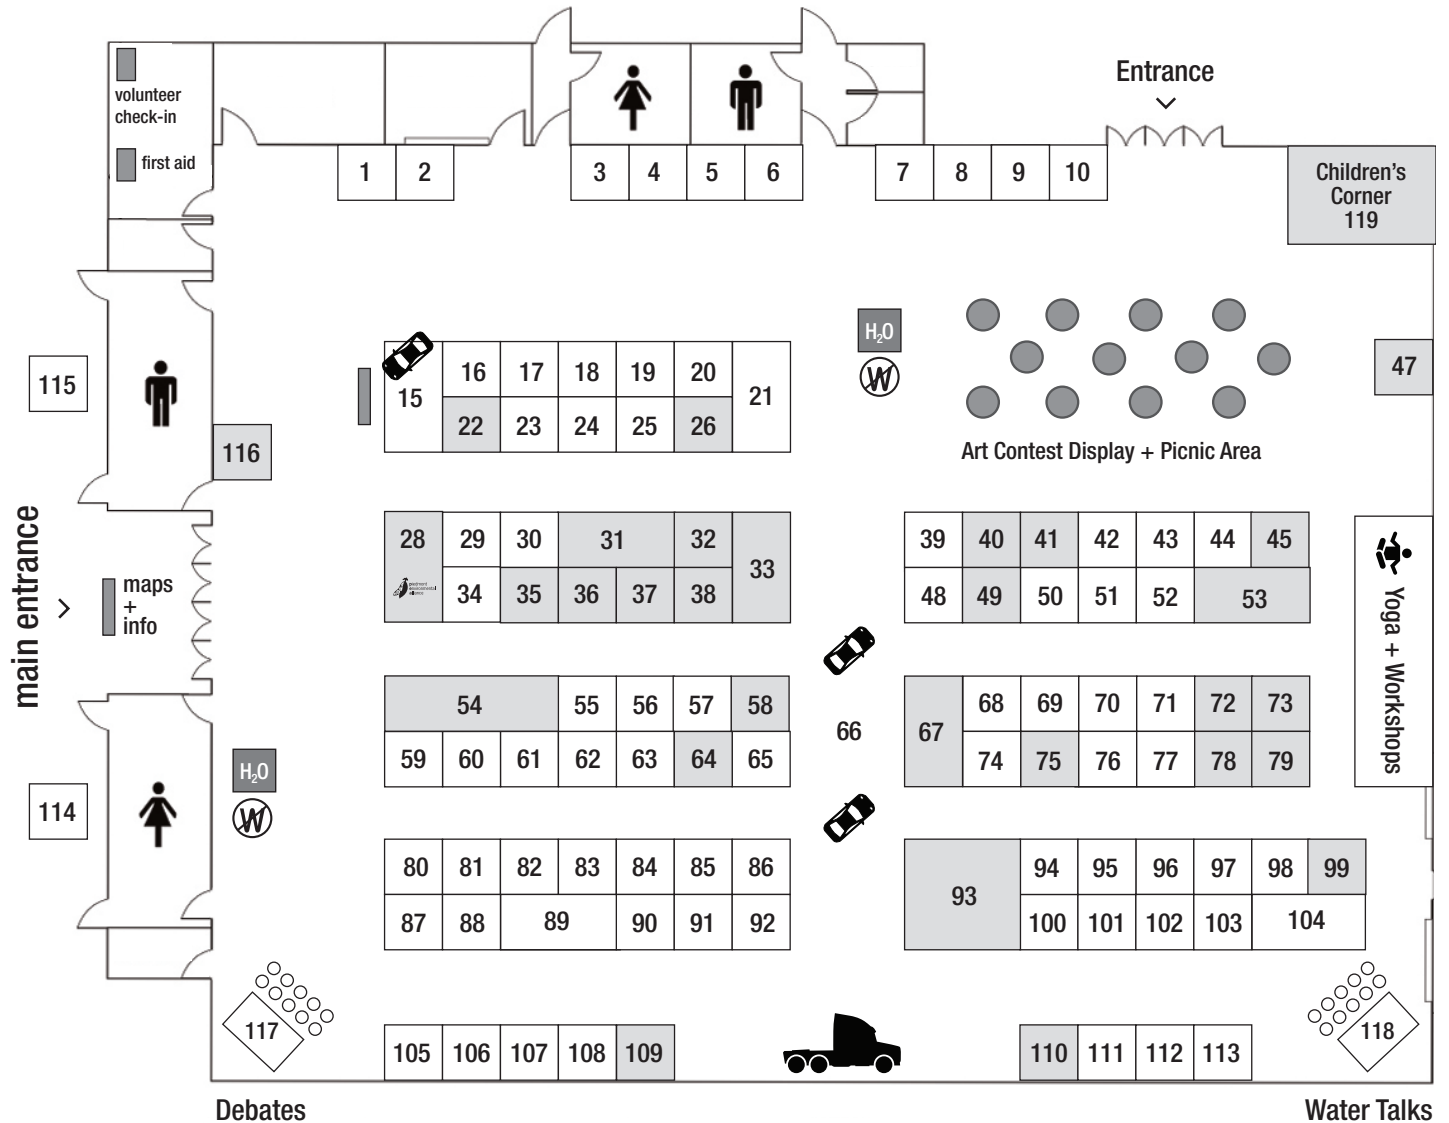 Entrance
volunteer
check-in
first aid
1 2 3 4 5 6 7 8 9 10
Children's
Corner
119
H₂O
W
Art Contest Display + Picnic Area
47
115
116
15 16 17 18 19 20 21
22 23 24 25 26
main entrance
maps
+
info
28 29 30 31 32 33
piedmont
environmental
alliance
34 35 36 37 38
39 40 41 42 43 44 45
48 49 50 51 52 53
Yoga + Workshops
54 55 56 57 58
59 60 61 62 63 64 65
66
67 68 69 70 71 72 73
74 75 76 77 78 79
H₂O
W
114
80 81 82 83 84 85 86
87 88 89 90 91 92
93 94 95 96 97 98 99
100 101 102 103 104
117
118
105 106 107 108 109
110 111 112 113
Debates
Water Talks